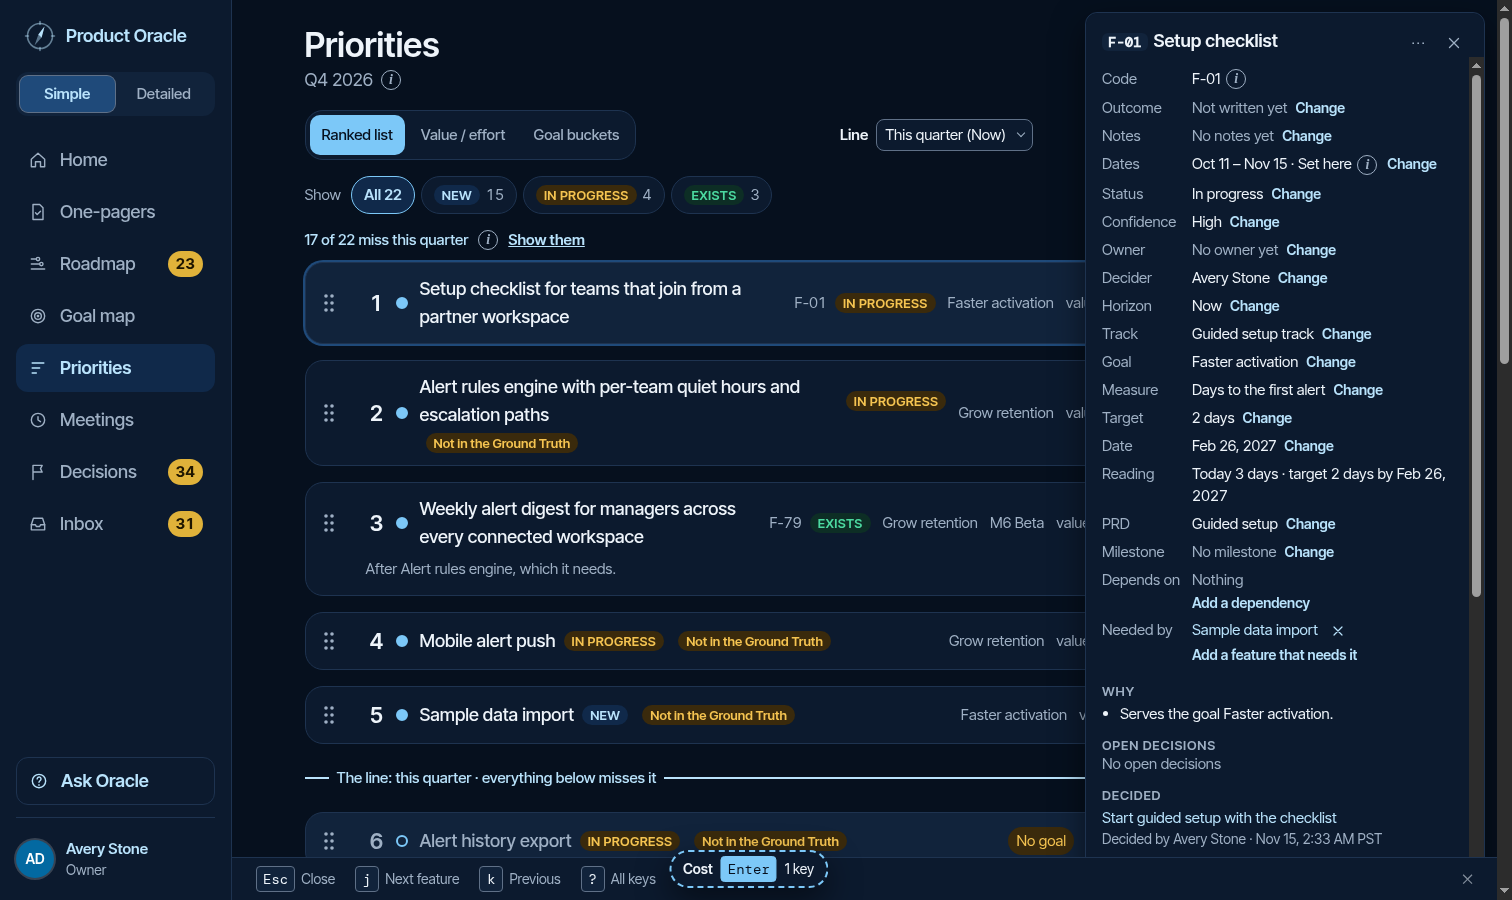 Product Oracle
Simple
Detailed
Home
One-pagers
Roadmap 23
Goal map
Priorities
Meetings
Decisions 34
Inbox 31
Ask Oracle
AD
Avery Stone
Owner
Priorities
Q4 2026 i
Ranked list
Value / effort
Goal buckets
Line
This quarter (Now)
Show
All 22
NEW 15
IN PROGRESS 4
EXISTS 3
17 of 22 miss this quarter i Show them
1
Setup checklist for teams that join from a
partner workspace
F-01 IN PROGRESS Faster activation
2
Alert rules engine with per-team quiet hours and
escalation paths
Not in the Ground Truth
IN PROGRESS
Grow retention
3
Weekly alert digest for managers across
every connected workspace
F-79 EXISTS Grow retention M6 Beta value
After Alert rules engine, which it needs.
4 Mobile alert push IN PROGRESS Not in the Ground Truth Grow retention value
5 Sample data import NEW Not in the Ground Truth Faster activation
The line: this quarter · everything below misses it
6 Alert history export IN PROGRESS Not in the Ground Truth No goal
Esc Close
j Next feature
k Previous
? All keys
Cost Enter 1 key
F-01 Setup checklist
Code F-01 i
Outcome Not written yet Change
Notes No notes yet Change
Dates Oct 11 – Nov 15 · Set here i Change
Status In progress Change
Confidence High Change
Owner No owner yet Change
Decider Avery Stone Change
Horizon Now Change
Track Guided setup track Change
Goal Faster activation Change
Measure Days to the first alert Change
Target 2 days Change
Date Feb 26, 2027 Change
Reading Today 3 days · target 2 days by Feb 26,
2027
PRD Guided setup Change
Milestone No milestone Change
Depends on Nothing
Add a dependency
Needed by Sample data import
Add a feature that needs it
WHY
• Serves the goal Faster activation.
OPEN DECISIONS
No open decisions
DECIDED
Start guided setup with the checklist
Decided by Avery Stone · Nov 15, 2:33 AM PST